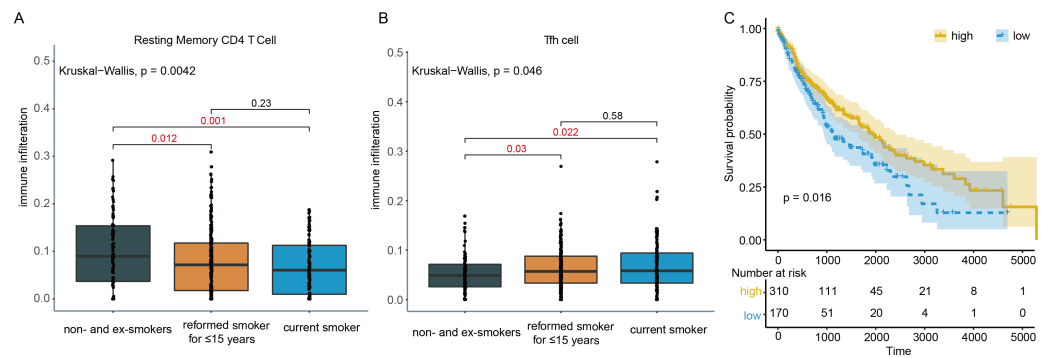 A
Resting Memory CD4 T Cell
Kruskal−Wallis, p = 0.0042
immune infilteration
0.5
0.4
0.3
0.2
0.1
0.0
0.23
0.001
0.012
non- and ex-smokers
reformed smoker
for ≤15 years
current smoker
B
Tfh cell
Kruskal−Wallis, p = 0.046
immune infilteration
0.5
0.4
0.3
0.2
0.1
0.0
0.58
0.022
0.03
non- and ex-smokers
reformed smoker
for ≤15 years
current smoker
C
high low
Survival probability
1.00
0.75
0.50
0.25
0.00
p = 0.016
0 1000 2000 3000 4000 5000
Number at risk
high 310 111 45 21 8 1
low 170 51 20 4 1 0
0 1000 2000 3000 4000 5000
Time